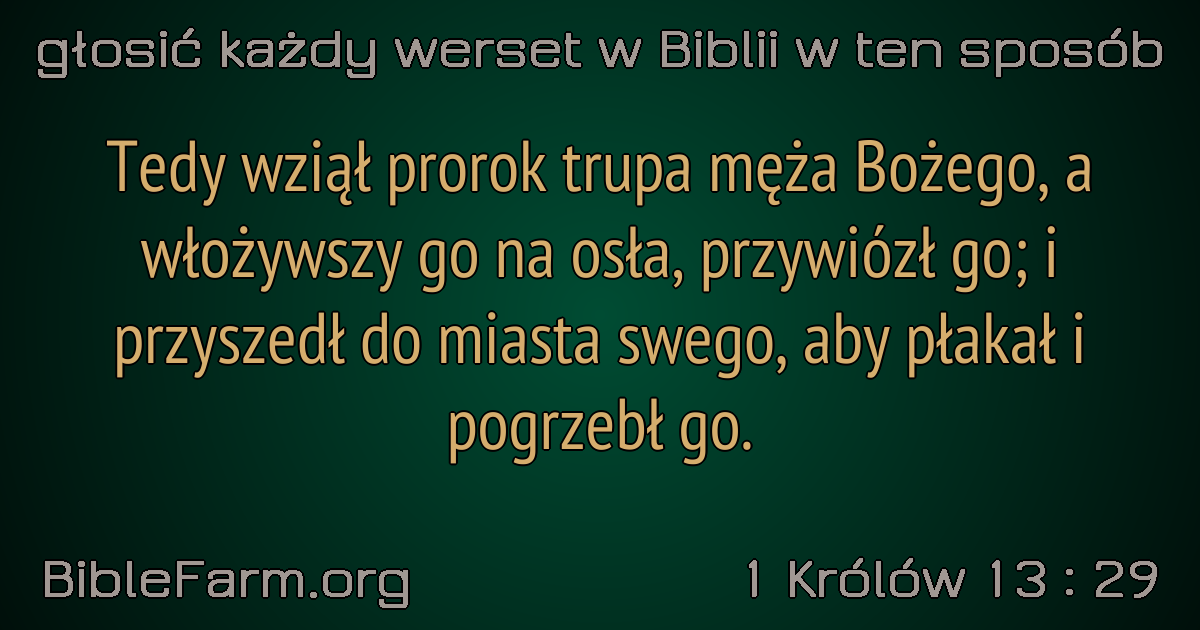 głosić każdy werset w Biblii w ten sposób
Tedy wziął prorok trupa męża Bożego, a
włożywszy go na osła, przywiózł go; i
przyszedł do miasta swego, aby płakał i
pogrzebł go.
BibleFarm.org
1 Królów 13 : 29